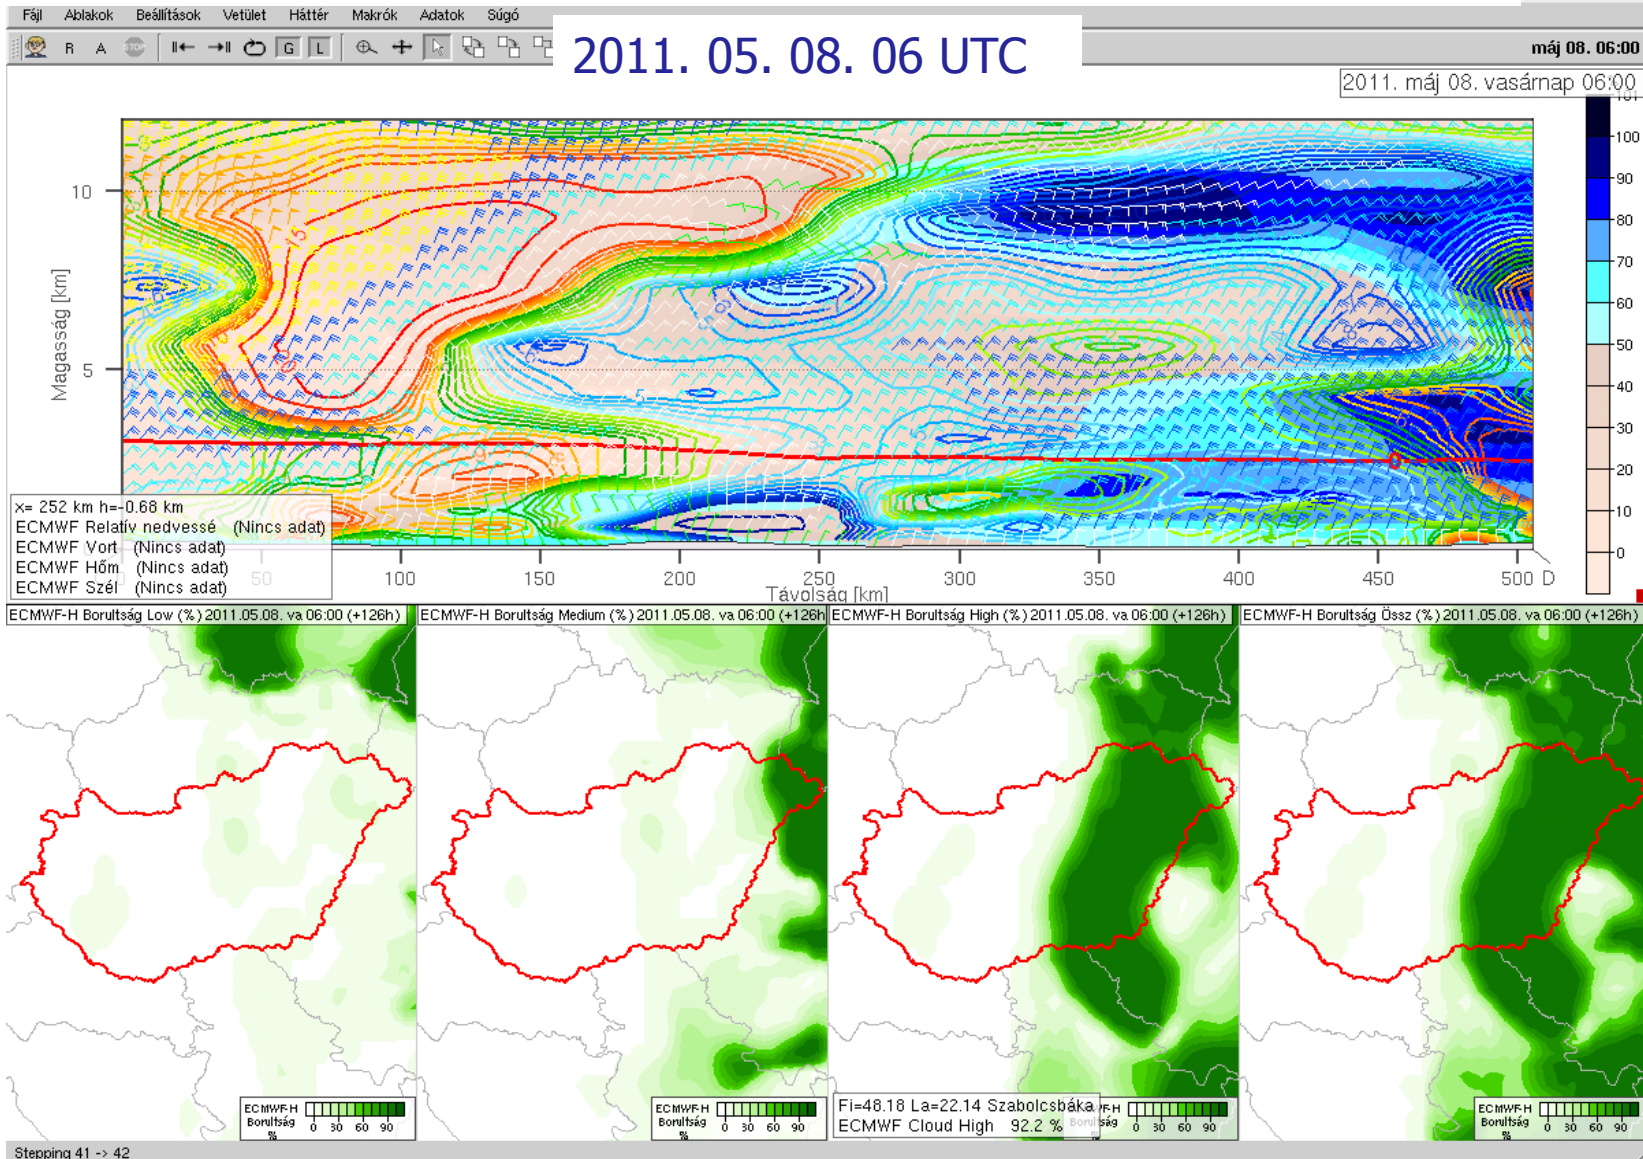 Fájl Ablakok Beállítások Vetület Háttér Makrók Adatok Súgó
R A STOP G L
2011. 05. 08. 06 UTC
máj 08. 06:00
2011. máj 08. vasárnap 06:00
101
100
90
80
70
60
50
40
30
20
10
0
Magasság [km]
10
5
15
10
0
x= 252 km h=-0.68 km
ECMWF Relatív nedvessé (Nincs adat)
ECMWF Vort (Nincs adat)
ECMWF Hőm. (Nincs adat)
ECMWF Szél (Nincs adat)
50 100 150 200 250 300 350 400 450 500 D
Távolság [km]
ECMWF-H Borultság Low (%) 2011.05.08. va 06:00 (+126h)
ECMWF-H Borultság Medium (%) 2011.05.08. va 06:00 (+126h
ECMWF-H Borultság High (%) 2011.05.08. va 06:00 (+126h)
ECMWF-H Borultság Össz (%) 2011.05.08. va 06:00 (+126h)
ECMWF-H
Borultság
%
0 30 60 90
ECMWF-H
Borultság
%
0 30 60 90
Fi=48.18 La=22.14 Szabolcsbáka
ECMWF Cloud High 92.2 %
0 30 60 90
ECMWF-H
Borultság
%
0 30 60 90
Stepping 41 -> 42